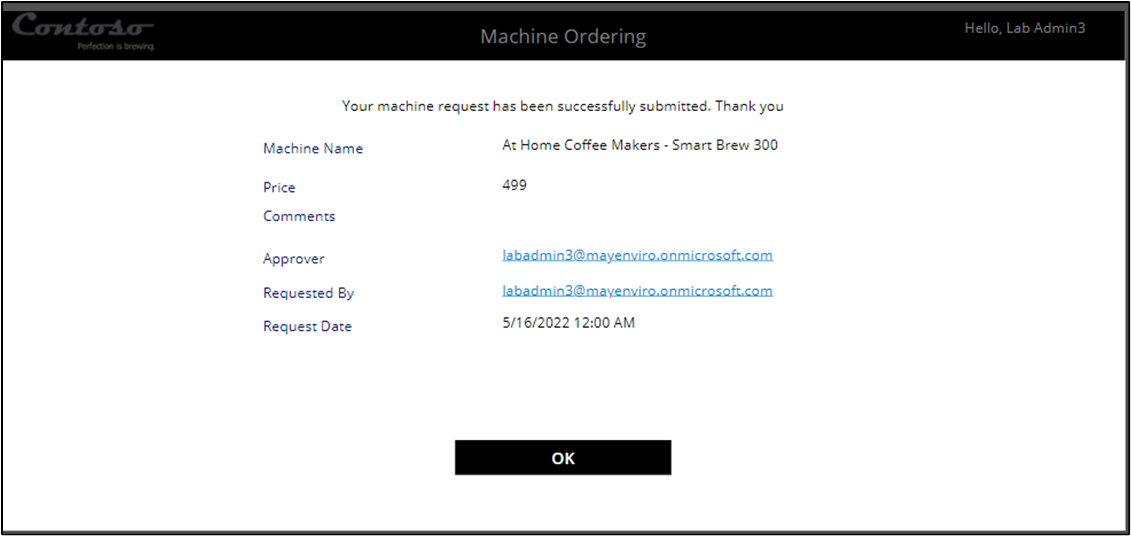 Contoso
Perfection is brewing.
Machine Ordering
Hello, Lab Admin3
Your machine request has been successfully submitted. Thank you
Machine Name At Home Coffee Makers - Smart Brew 300
Price 499
Comments
Approver labadmin3@mayenviro.onmicrosoft.com
Requested By labadmin3@mayenviro.onmicrosoft.com
Request Date 5/16/2022 12:00 AM
OK